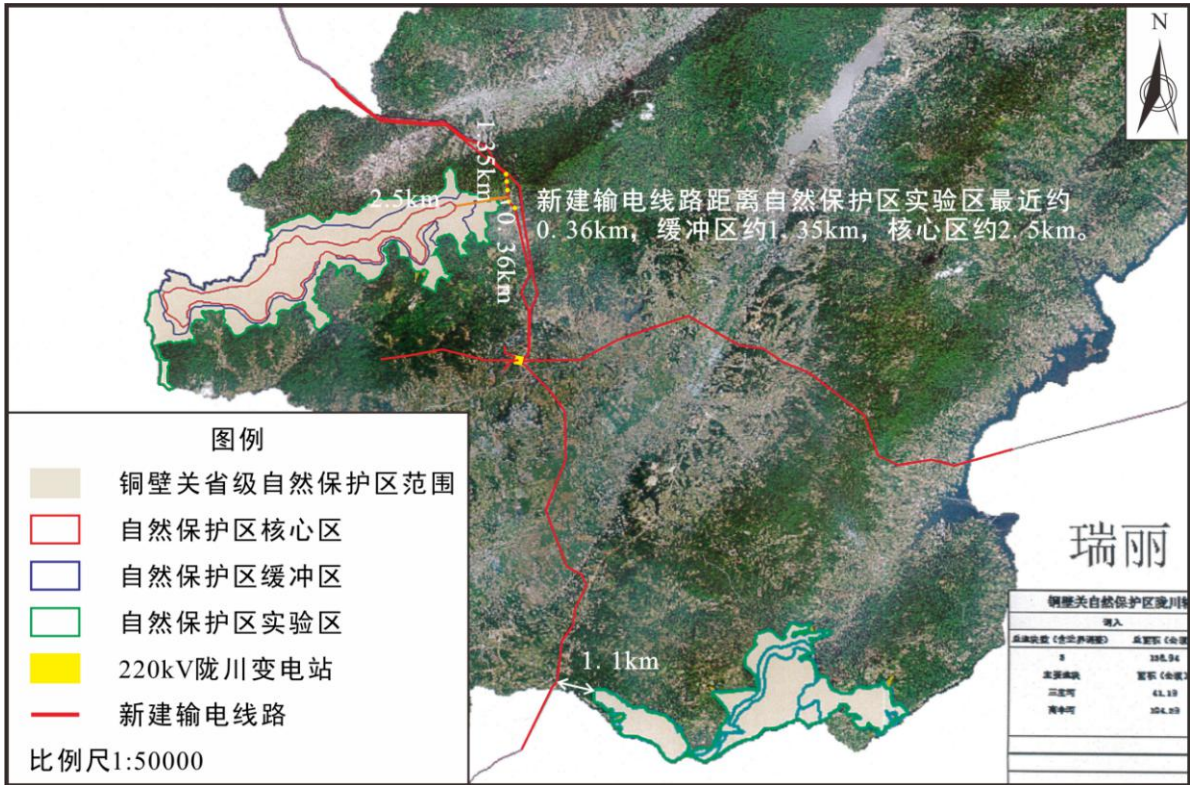 N
1.35km
2.5km
0.36km
新建输电线路距离自然保护区实验区最近约
0.36km，缓冲区约1.35km，核心区约2.5km。
图例
铜壁关省级自然保护区范围
自然保护区核心区
自然保护区缓冲区
自然保护区实验区
220kV陇川变电站
新建输电线路
比例尺1:50000
1.1km
瑞丽
铜壁关自然保护区陇川
调入